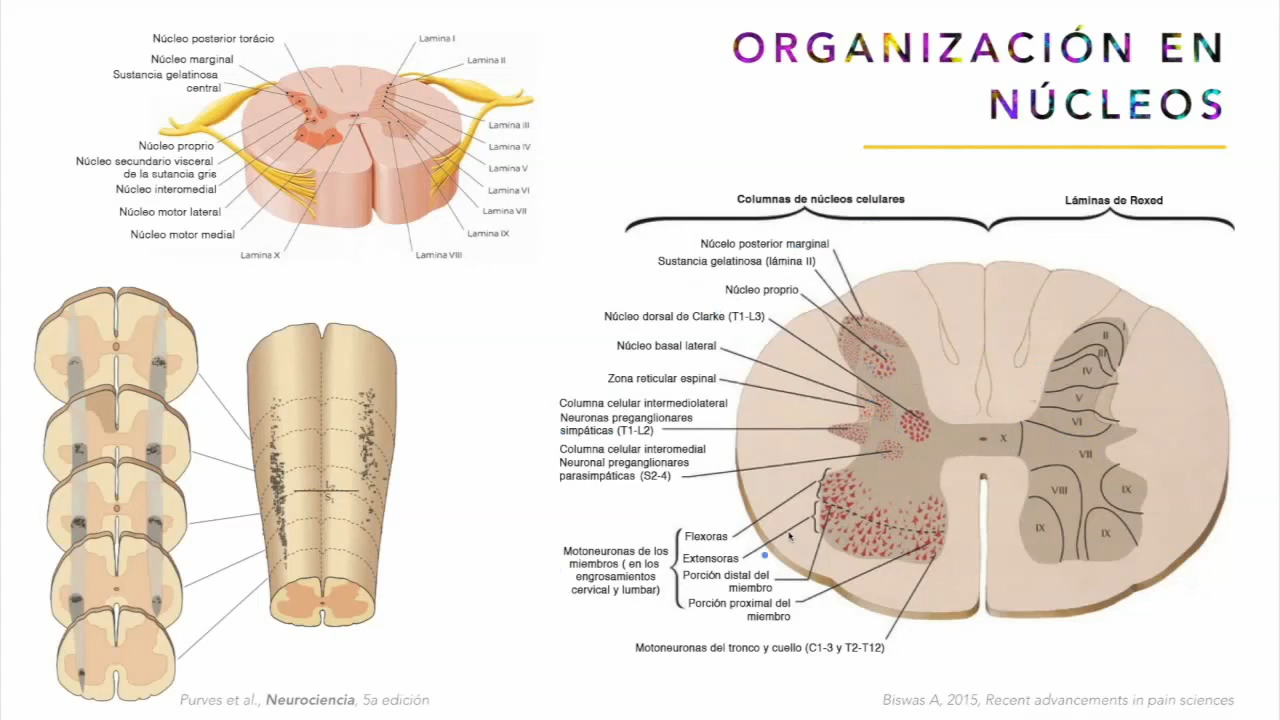 ORGANIZACIÓN EN
NÚCLEOS
Núcleo posterior torácio
Núcleo marginal
Sustancia gelatinosa
central
Núcleo proprio
Núcleo secundario visceral
de la sutancia gris
Núcleo interomedial
Núcleo motor lateral
Núcleo motor medial
Lamina X
Lamina I
Lamina II
Lamina III
Lamina IV
Lamina V
Lamina VI
Lamina VII
Lamina IX
Lamina VIII
L₅
S₁
Purves et al., Neurociencia, 5a edición
Columnas de núcleos celulares
Láminas de Rexed
Núcelo posterior marginal
Sustancia gelatinosa (lámina II)
Núcleo proprio
Núcleo dorsal de Clarke (T1-L3)
Núcleo basal lateral
Zona reticular espinal
Columna celular intermediolateral
Neuronas preganglionares
simpáticas (T1-L2)
Columna celular interomedial
Neuronal preganglionares
parasimpáticas (S2-4)
Motoneuronas de los
miembros ( en los
engrosamientos
cervical y lumbar)
Flexoras
Extensoras
Porción distal del
miembro
Porción proximal del
miembro
Motoneuronas del tronco y cuello (C1-3 y T2-T12)
I
II
III
IV
V
VI
X
VII
VIII
IX
IX
IX
Biswas A, 2015, Recent advancements in pain sciences